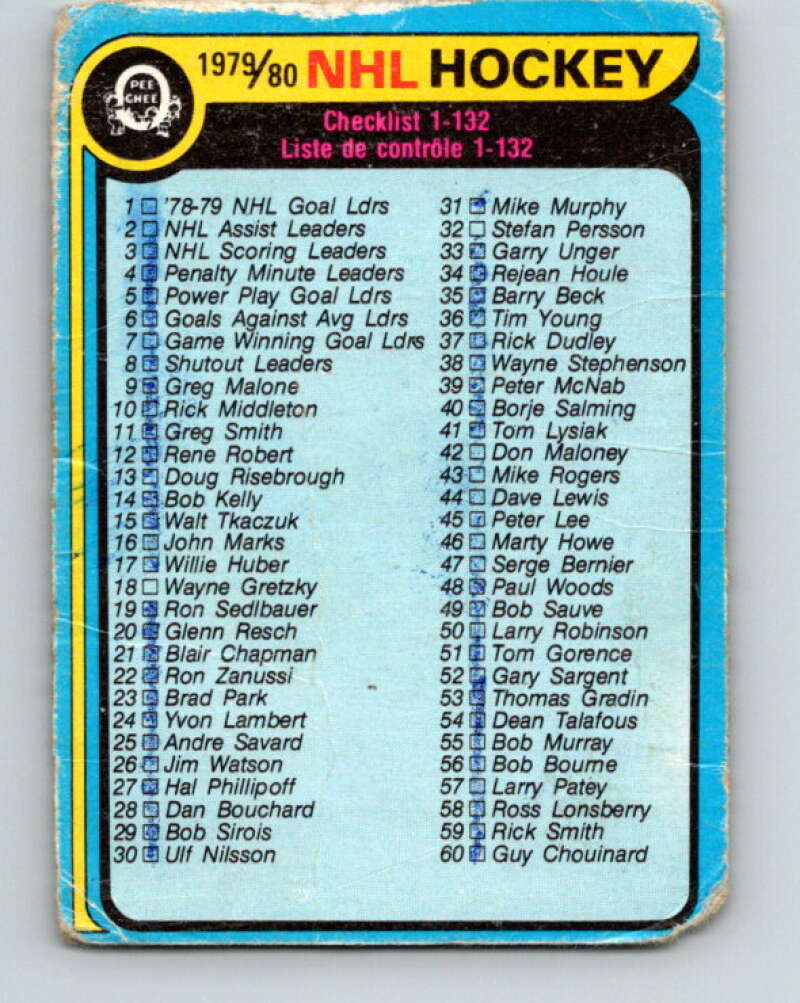 O
PEE
CHEE
1979/80 NHL HOCKEY
Checklist 1-132
Liste de contrôle 1-132
1 '78-79 NHL Goal Ldrs
2 NHL Assist Leaders
3 NHL Scoring Leaders
4 Penalty Minute Leaders
5 Power Play Goal Ldrs
6 Goals Against Avg Ldrs
7 Game Winning Goal Ldrs
8 Shutout Leaders
9 Greg Malone
10 Rick Middleton
11 Greg Smith
12 Rene Robert
13 Doug Risebrough
14 Bob Kelly
15 Walt Tkaczuk
16 John Marks
17 Willie Huber
18 Wayne Gretzky
19 Ron Sedlbauer
20 Glenn Resch
21 Blair Chapman
22 Ron Zanussi
23 Brad Park
24 Yvon Lambert
25 Andre Savard
26 Jim Watson
27 Hal Phillipoff
28 Dan Bouchard
29 Bob Sirois
30 Ulf Nilsson
31 Mike Murphy
32 Stefan Persson
33 Garry Unger
34 Rejean Houle
35 Barry Beck
36 Tim Young
37 Rick Dudley
38 Wayne Stephenson
39 Peter McNab
40 Borje Salming
41 Tom Lysiak
42 Don Maloney
43 Mike Rogers
44 Dave Lewis
45 Peter Lee
46 Marty Howe
47 Serge Bernier
48 Paul Woods
49 Bob Sauve
50 Larry Robinson
51 Tom Gorence
52 Gary Sargent
53 Thomas Gradin
54 Dean Talafous
55 Bob Murray
56 Bob Bourne
57 Larry Patey
58 Ross Lonsberry
59 Rick Smith
60 Guy Chouinard